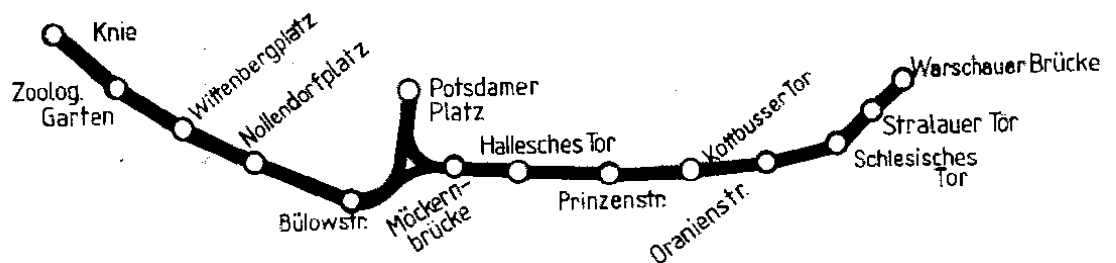 Knie
Zoolog.
Garten
Wittenbergplatz
Nollendorfplatz
Bülowstr.
Potsdamer
Platz
Möckern-
brücke
Hallesches Tor
Prinzenstr.
Kottbusser Tor
Oranienstr.
Schlesisches
Tor
Stralauer Tor
Warschauer Brücke